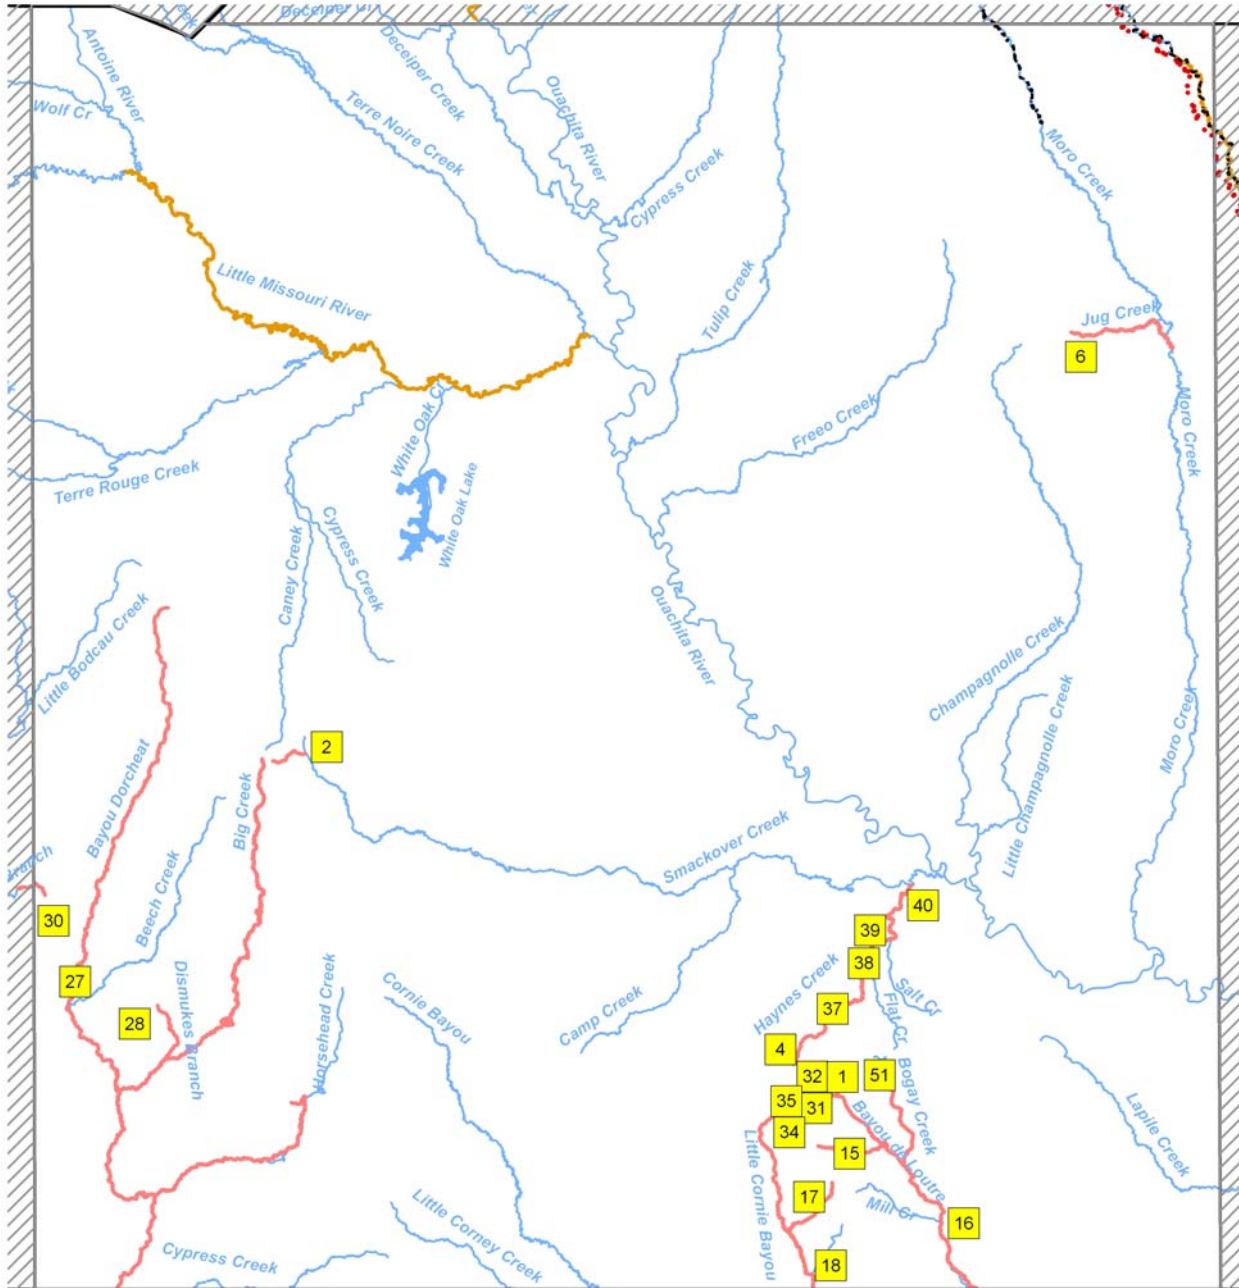 Deceiper Cr
Antoine River
Deceiper Creek
Wolf Cr
Terre Noire Creek
Ouachita River
Moro Creek
Cypress Creek
Little Missouri River
Tulip Creek
Jug Creek
6
White Oak Cr
Freeo Creek
Moro Creek
Terre Rouge Creek
White Oak Lake
Caney Creek
Cypress Creek
Little Bodcau Creek
Ouachita River
Champagnolle Creek
Little Champagnolle Creek
Moro Creek
2
Bayou Dorcheat
Big Creek
Smackover Creek
Branch
Beech Creek
30
40
39
38
27
Dismukes Branch
Horsehead Creek
Cornie Bayou
Camp Creek
Haynes Creek
Salt Cr
Flat Cr
37
28
4
32
1
51
Bogay Creek
35
31
34
Bayou de Loutre
Lapile Creek
Little Cornie Bayou
15
17
Mill Cr
16
Little Corney Creek
Cypress Creek
18